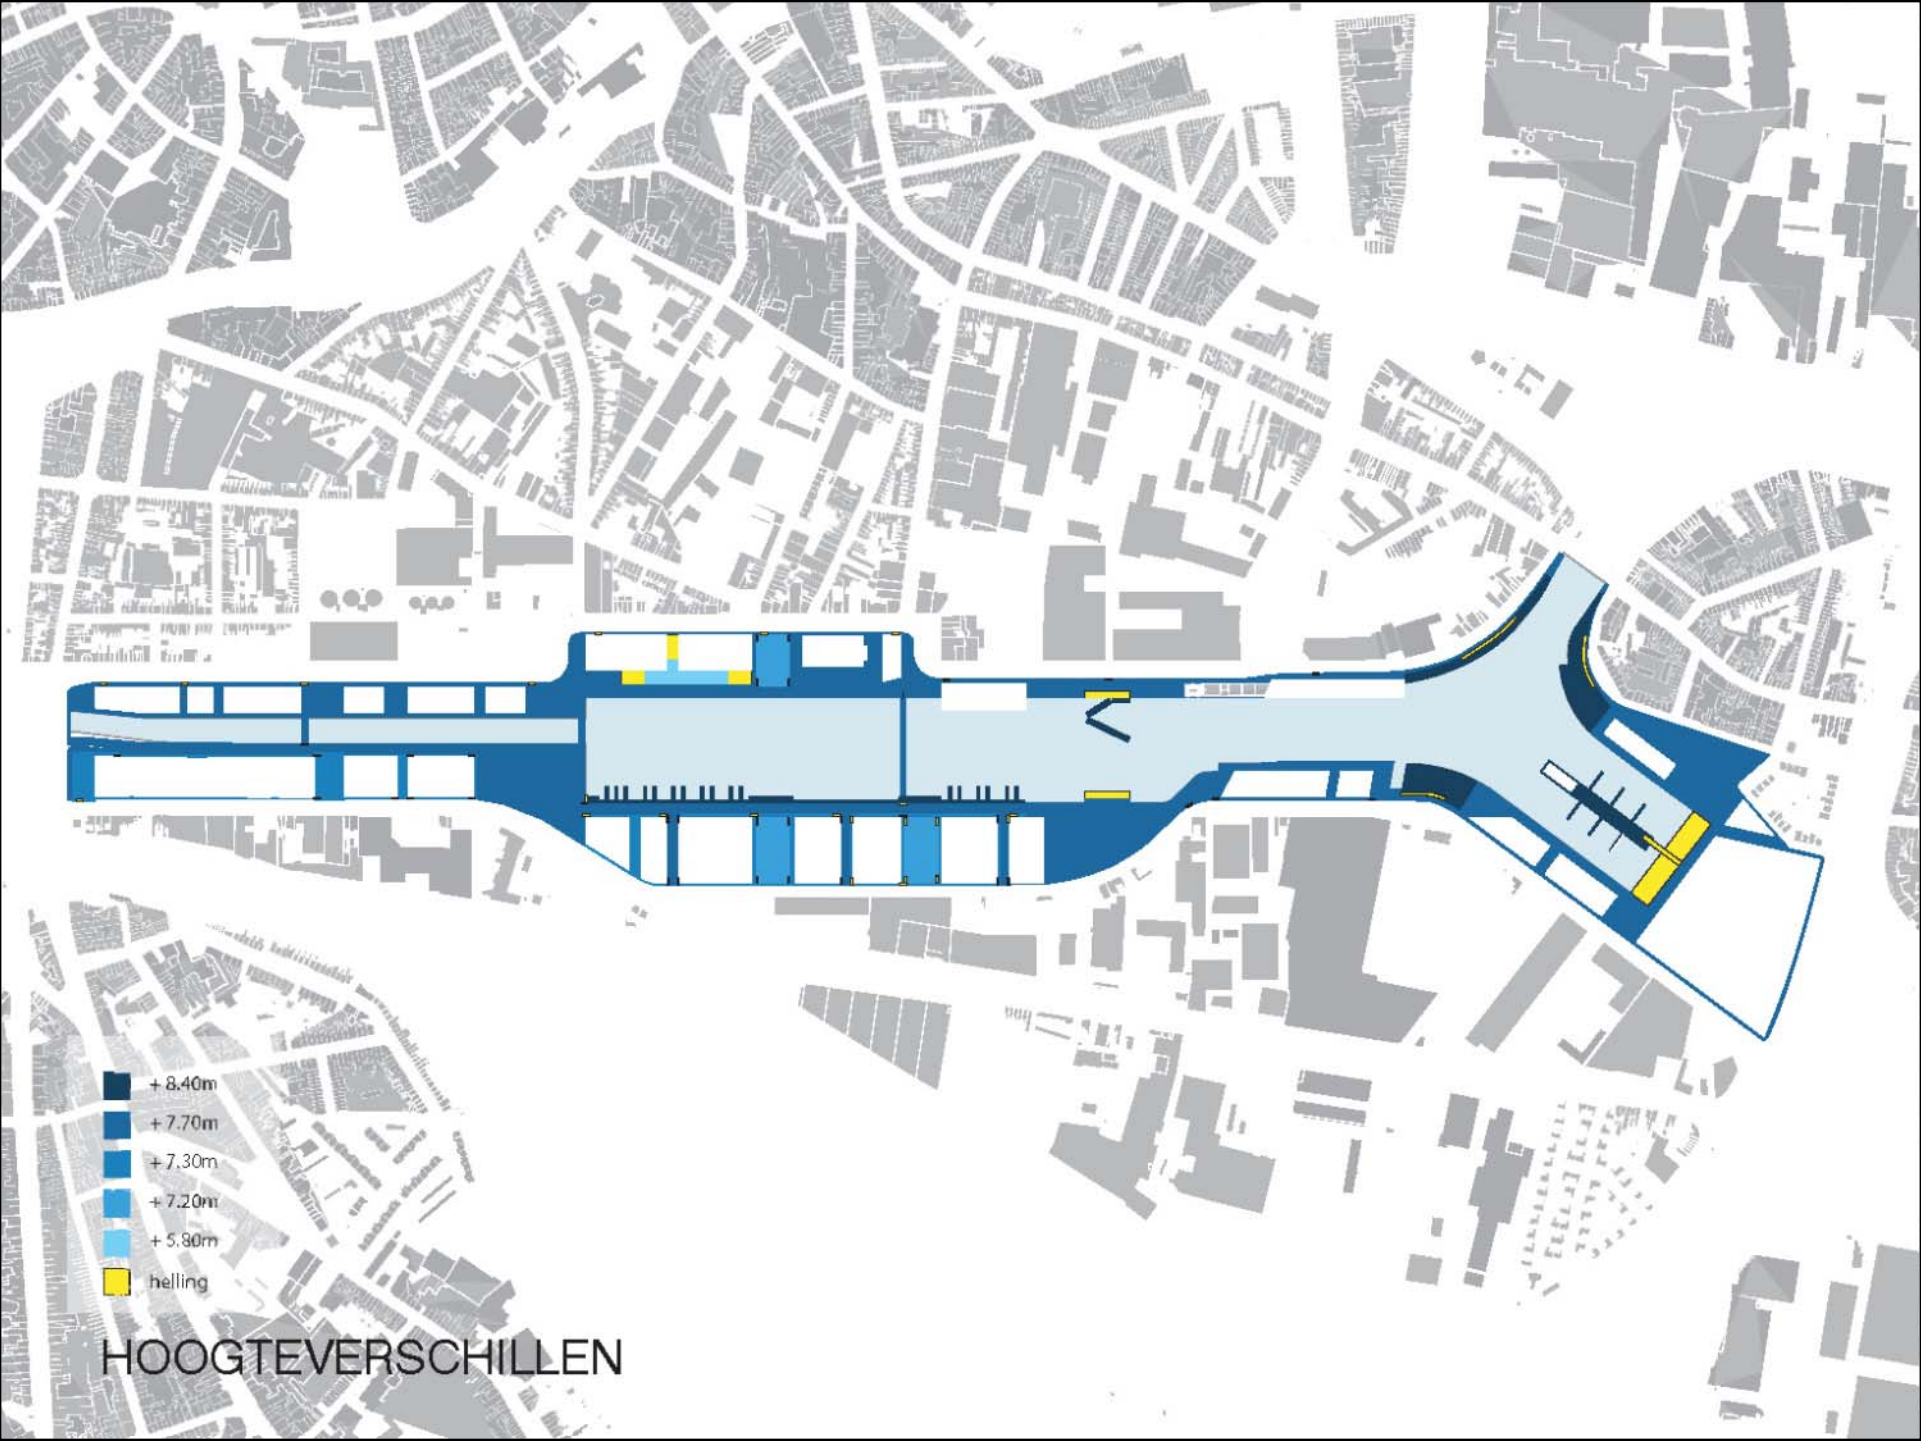 + 8.40m
+ 7.70m
+ 7.30m
+ 7.20m
+ 5.80m
helling
HOOGTEVERSCHILLEN